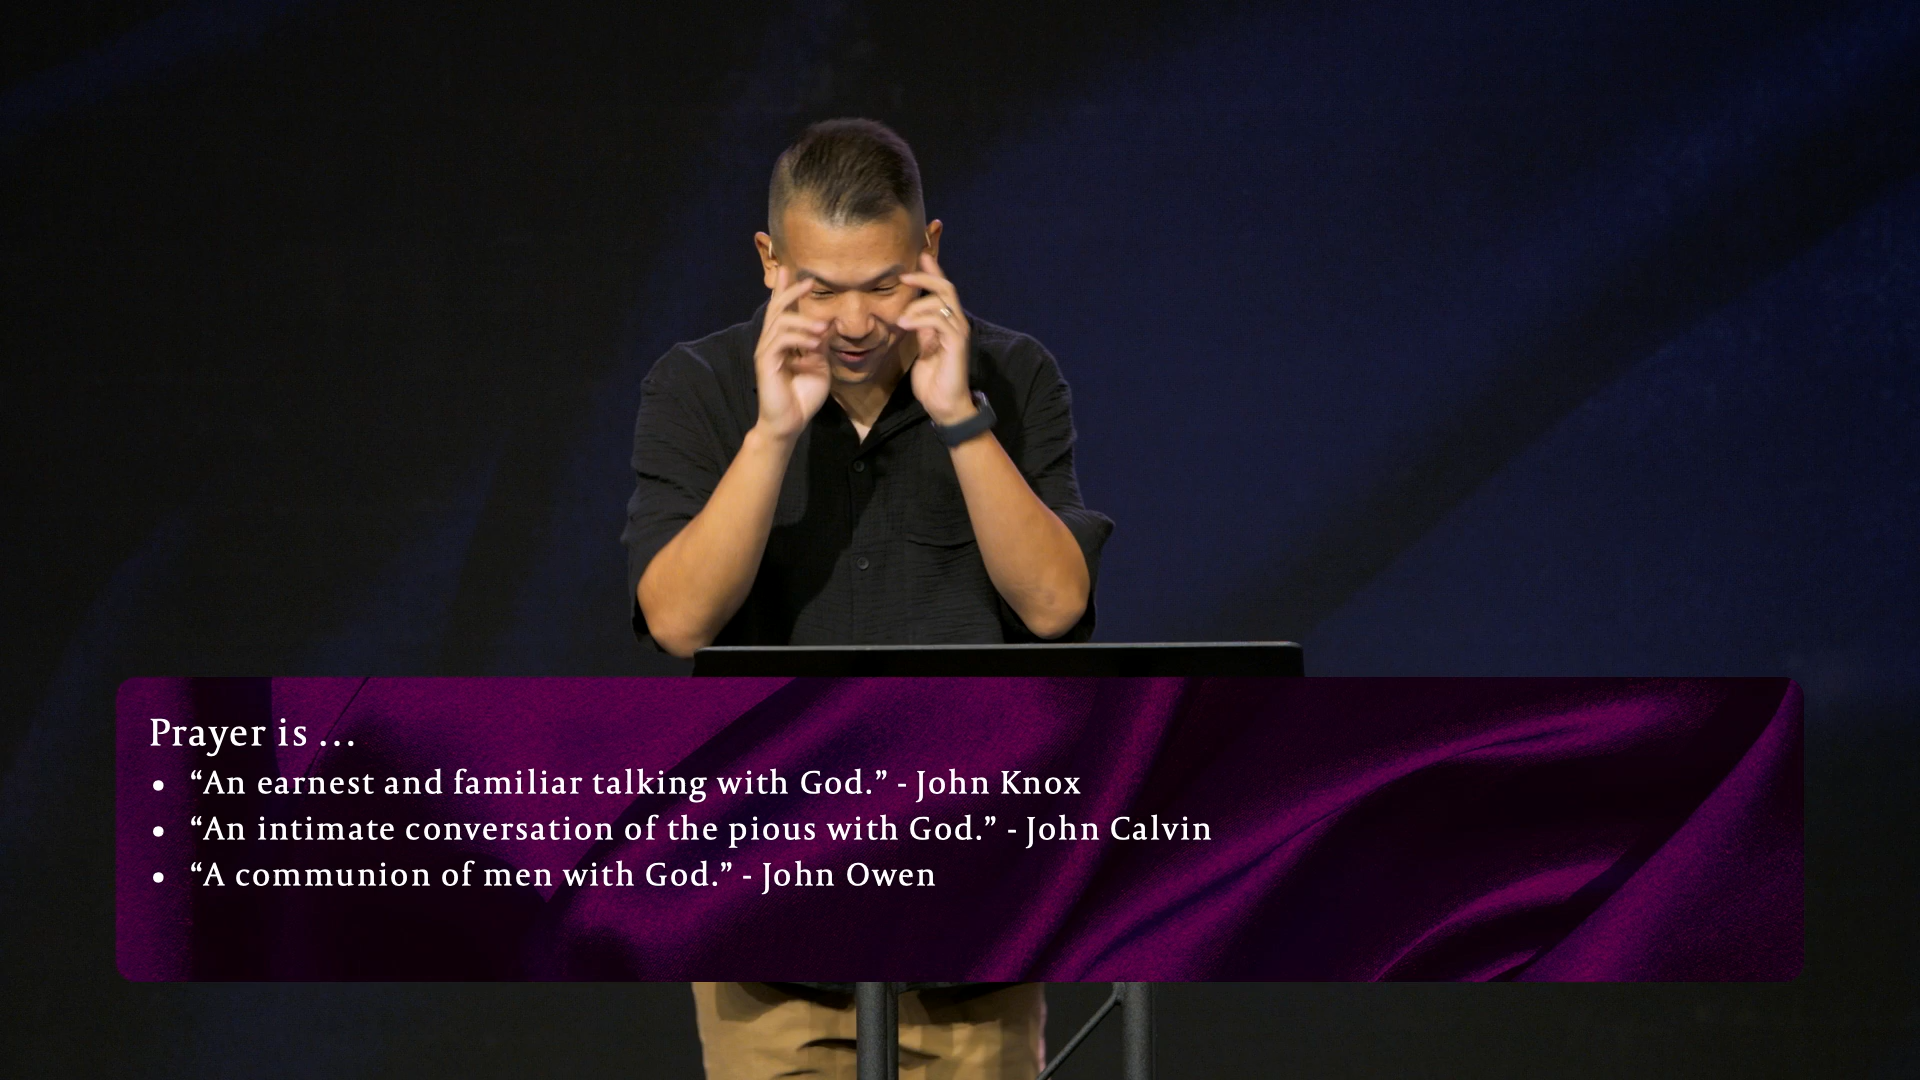 Prayer is ...
• “An earnest and familiar talking with God.” - John Knox
• “An intimate conversation of the pious with God.” - John Calvin
• “A communion of men with God.” - John Owen